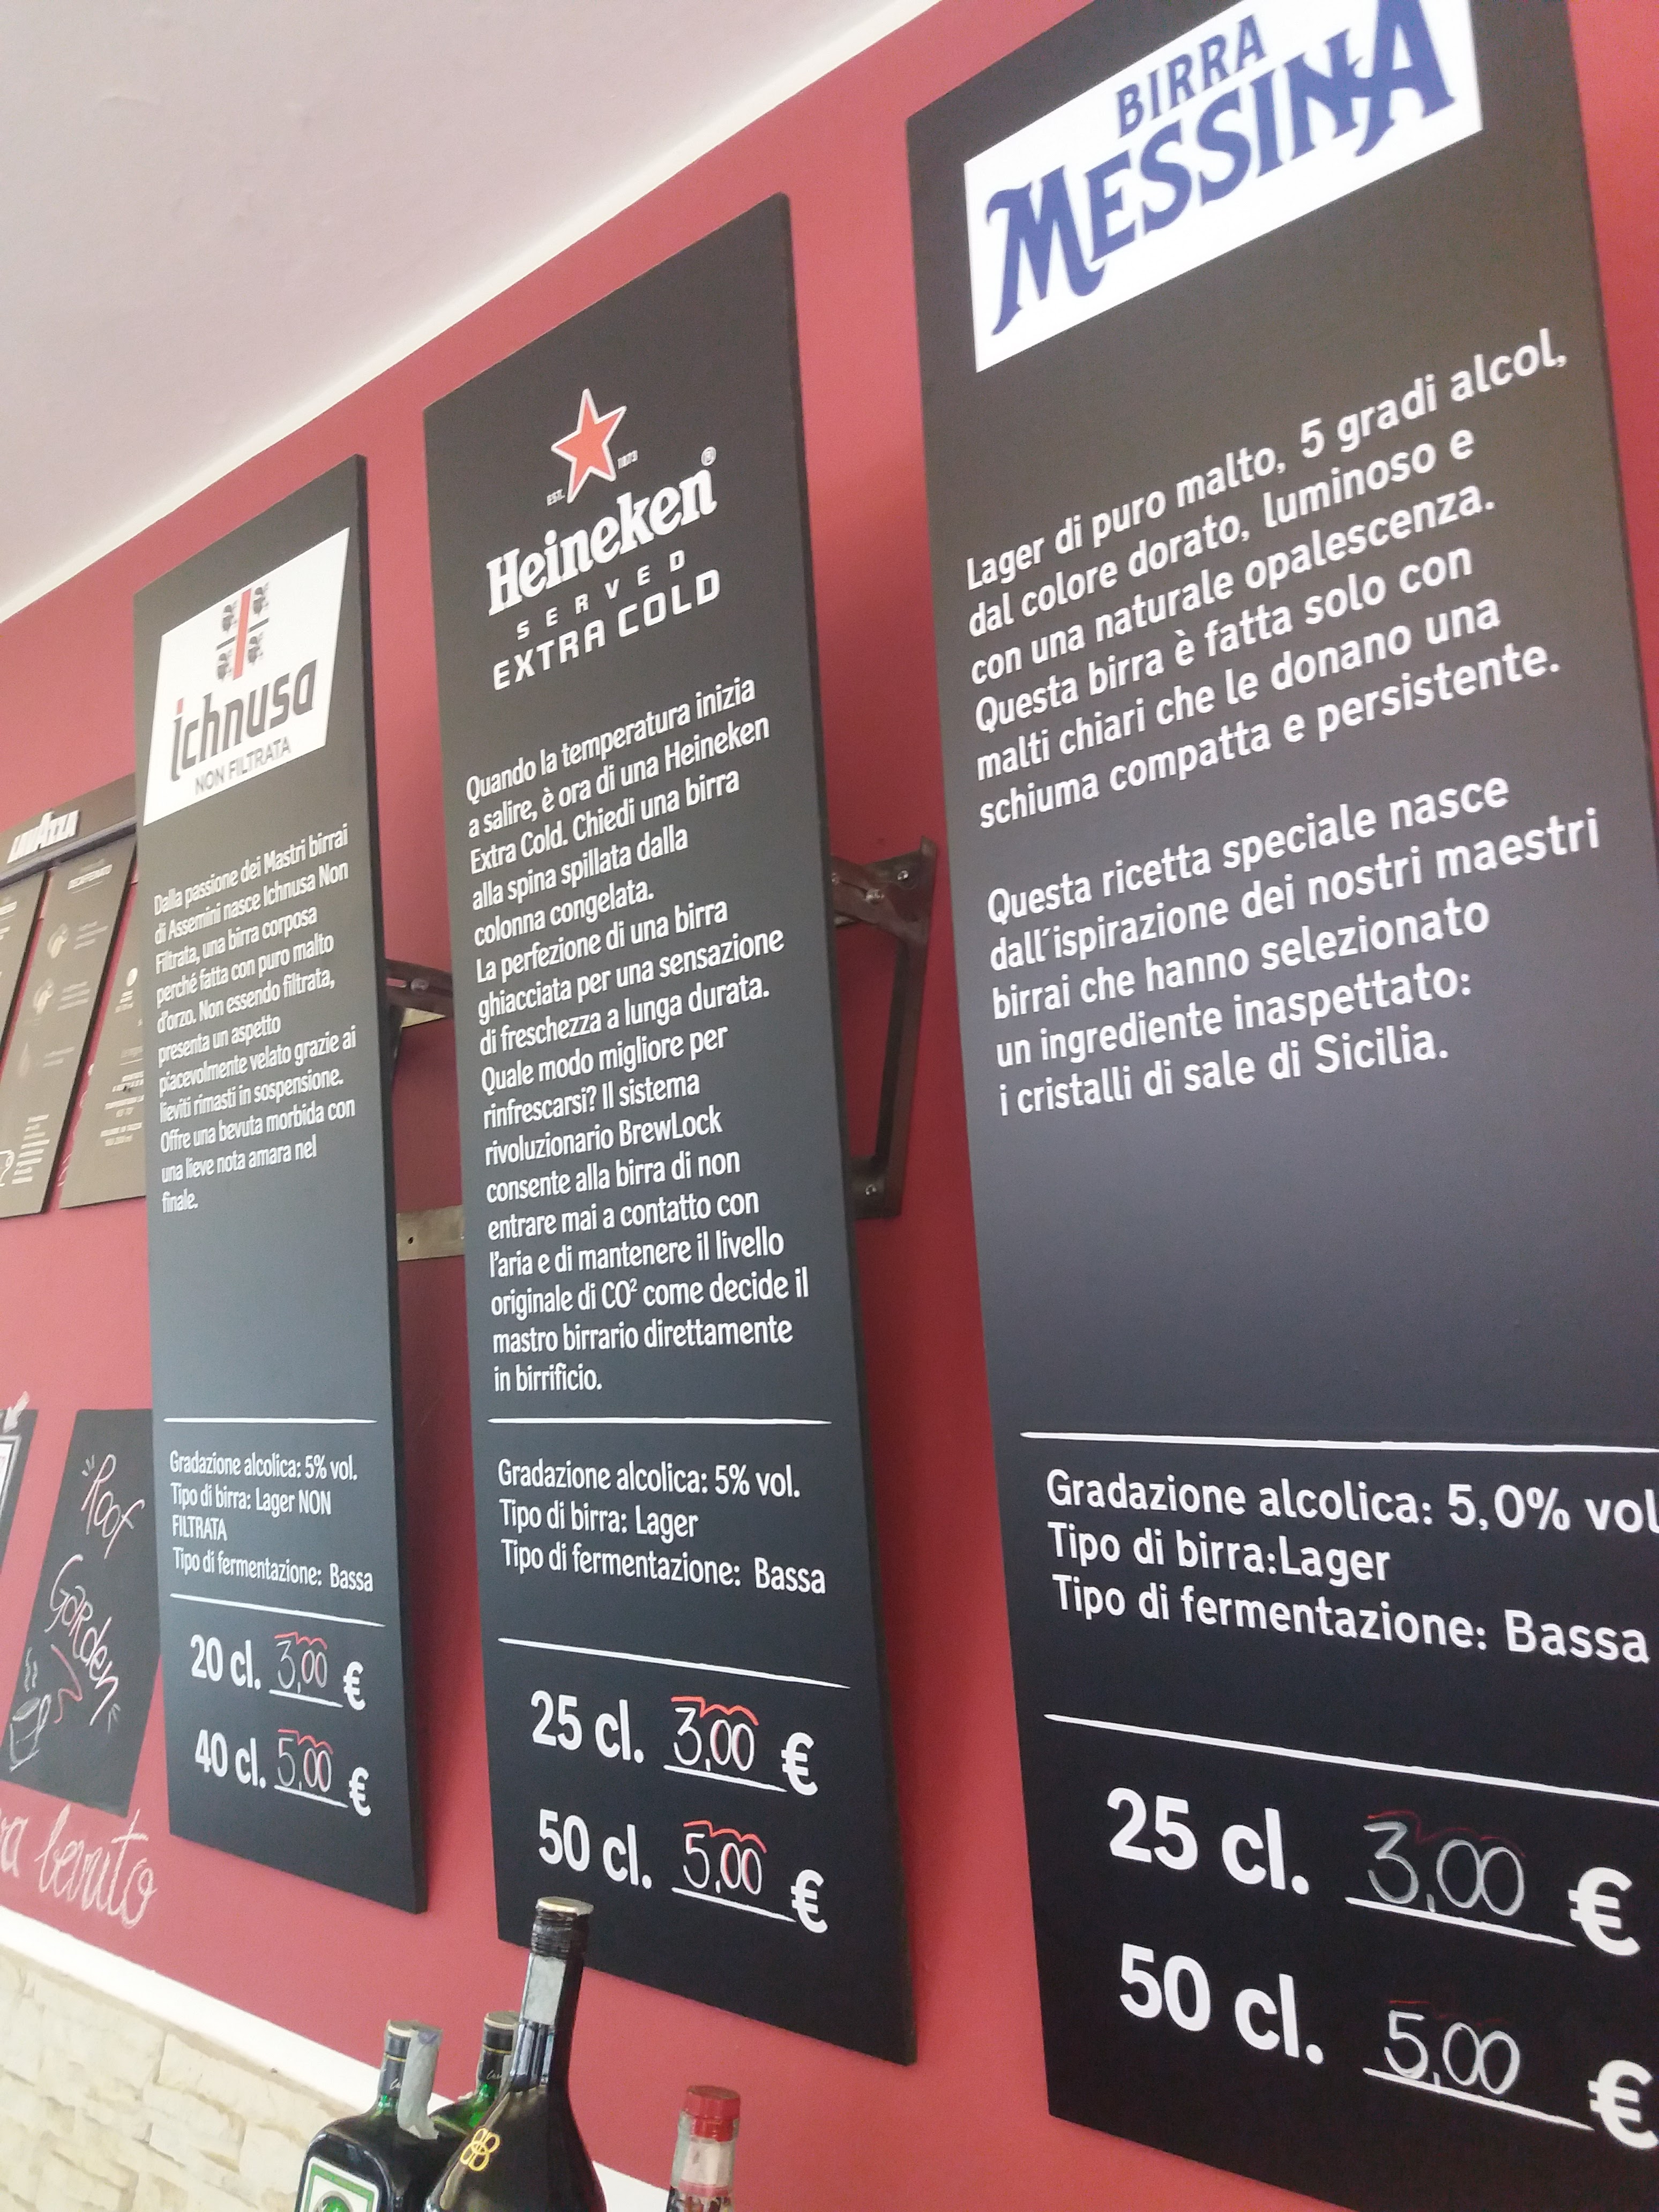 LAVAZZA
DECAFFEINATO
"Roof
Garden"
bevuto
ichnusa
NON FILTRATA
Dalla passione dei Mastri birrai
di Assemini nasce Ichnusa Non
Filtrata, una birra corposa
perché fatta con puro malto
d'orzo. Non essendo filtrata,
presenta un aspetto
piacevolmente velato grazie ai
lieviti rimasti in sospensione.
Offre una bevuta morbida con
una lieve nota amara nel
finale.
Gradazione alcolica: 5% vol.
Tipo di birra: Lager NON
FILTRATA
Tipo di fermentazione: Bassa
20 cl. 3,00 €
40 cl. 5,00 €
EST. 1873
Heineken®
SERVED
EXTRA COLD
Quando la temperatura inizia
a salire, è ora di una Heineken
Extra Cold. Chiedi una birra
alla spina spillata dalla
colonna congelata.
La perfezione di una birra
ghiacciata per una sensazione
di freschezza a lunga durata.
Quale modo migliore per
rinfrescarsi? Il sistema
rivoluzionario BrewLock
consente alla birra di non
entrare mai a contatto con
l'aria e di mantenere il livello
originale di CO² come decide il
mastro birrario direttamente
in birrificio.
Gradazione alcolica: 5% vol.
Tipo di birra: Lager
Tipo di fermentazione: Bassa
25 cl. 3,00 €
50 cl. 5,00 €
BIRRA
MESSINA
Lager di puro malto, 5 gradi alcol,
dal colore dorato, luminoso e
con una naturale opalescenza.
Questa birra è fatta solo con
malti chiari che le donano una
schiuma compatta e persistente.
Questa ricetta speciale nasce
dall´ispirazione dei nostri maestri
birrai che hanno selezionato
un ingrediente inaspettato:
i cristalli di sale di Sicilia.
Gradazione alcolica: 5,0% vol
Tipo di birra:Lager
Tipo di fermentazione: Bassa
25 cl. 3,00 €
50 cl. 5,00 €